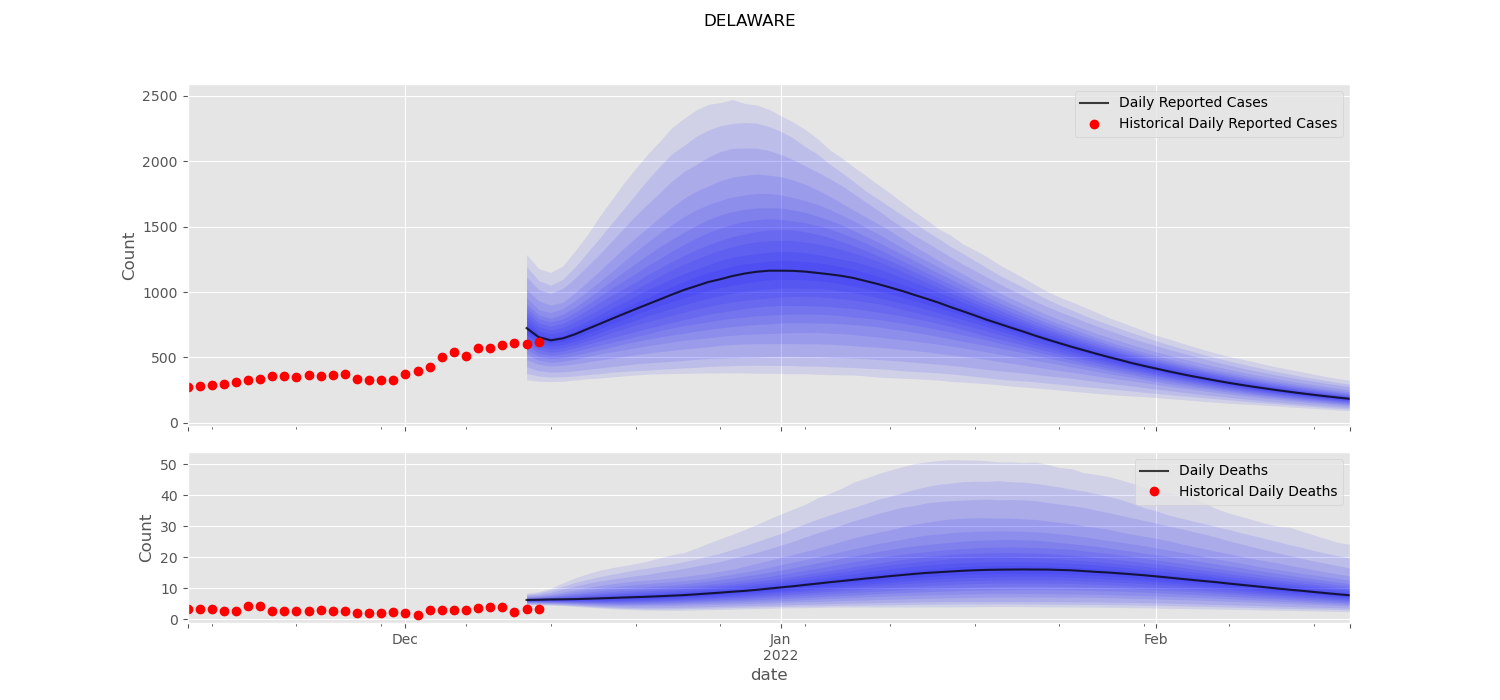 DELAWARE
2500
2000
1500
1000
500
0
Count
Daily Reported Cases
Historical Daily Reported Cases
50
40
30
20
10
0
Count
Daily Deaths
Historical Daily Deaths
Dec
Jan
2022
Feb
date